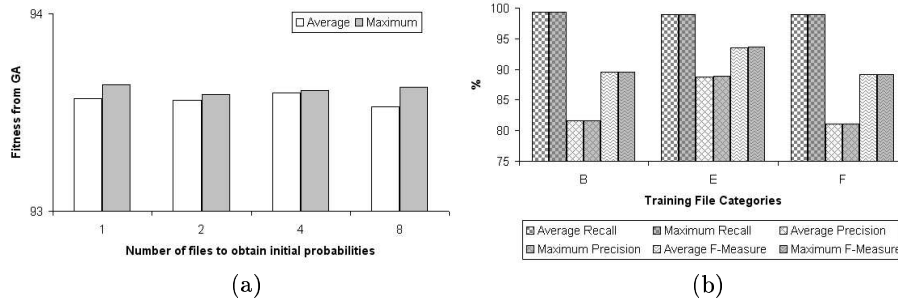 94
Average Maximum
Fitness from GA
93
1 2 4 8
Number of files to obtain initial probabilities
(a)
100
95
90
85
80
75
%
B E F
Training File Categories
Average Recall Maximum Recall Average Precision
Maximum Precision Average F-Measure Maximum F-Measure
(b)